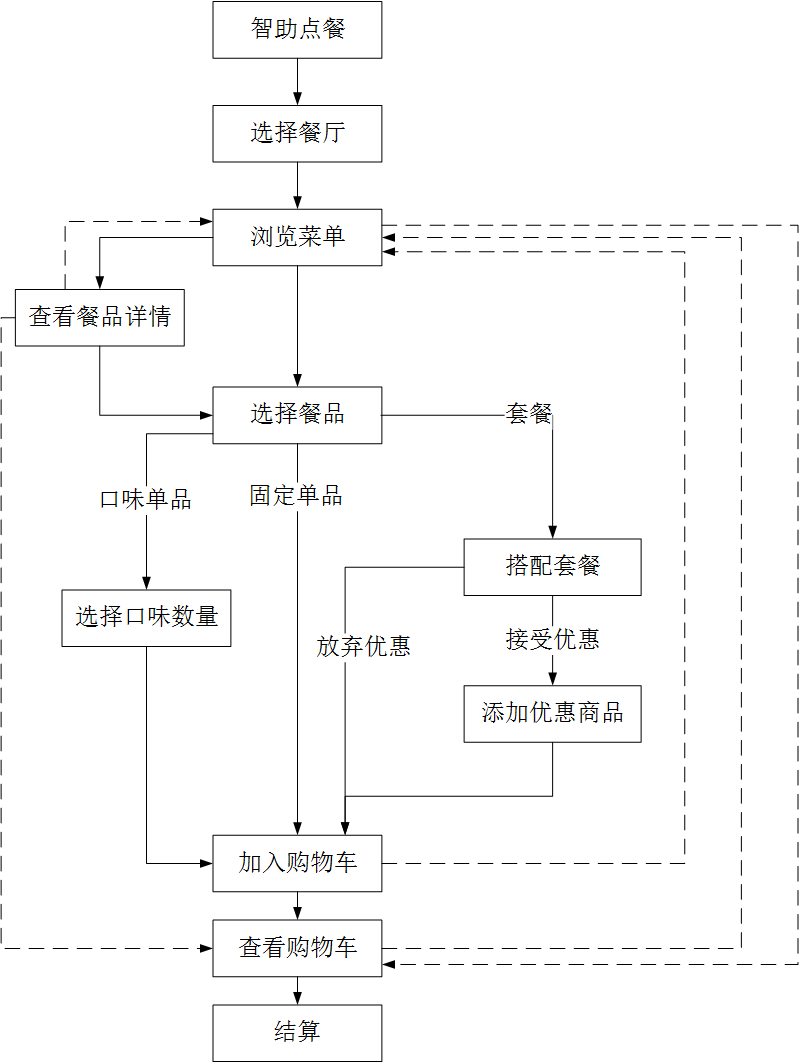 智助点餐
选择餐厅
浏览菜单
查看餐品详情
选择餐品
套餐
口味单品
固定单品
搭配套餐
选择口味数量
放弃优惠
接受优惠
添加优惠商品
加入购物车
查看购物车
结算